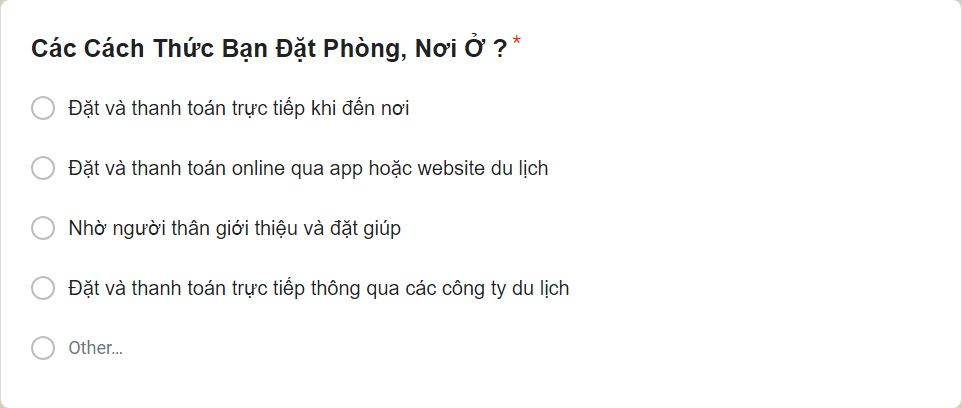 Các Cách Thức Bạn Đặt Phòng, Nơi Ở ? *
Đặt và thanh toán trực tiếp khi đến nơi
Đặt và thanh toán online qua app hoặc website du lịch
Nhờ người thân giới thiệu và đặt giúp
Đặt và thanh toán trực tiếp thông qua các công ty du lịch
Other...